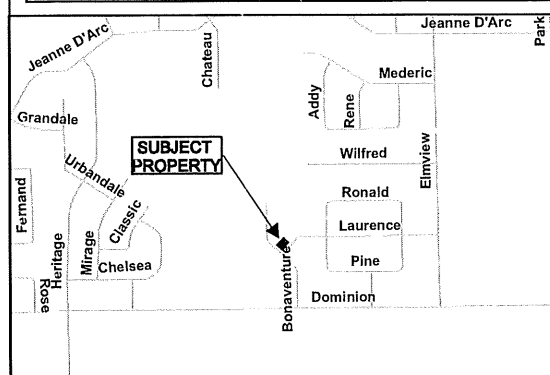 Jeanne D'Arc
Park
Jeanne D'Arc
Chateau
Mederic
Addy
Rene
Grandale
SUBJECT
PROPERTY
Wilfred
Elmview
Urbandale
Fernand
Ronald
Classic
Laurence
Heritage
Mirage
Chelsea
Pine
Bonaventure
Rose
Dominion